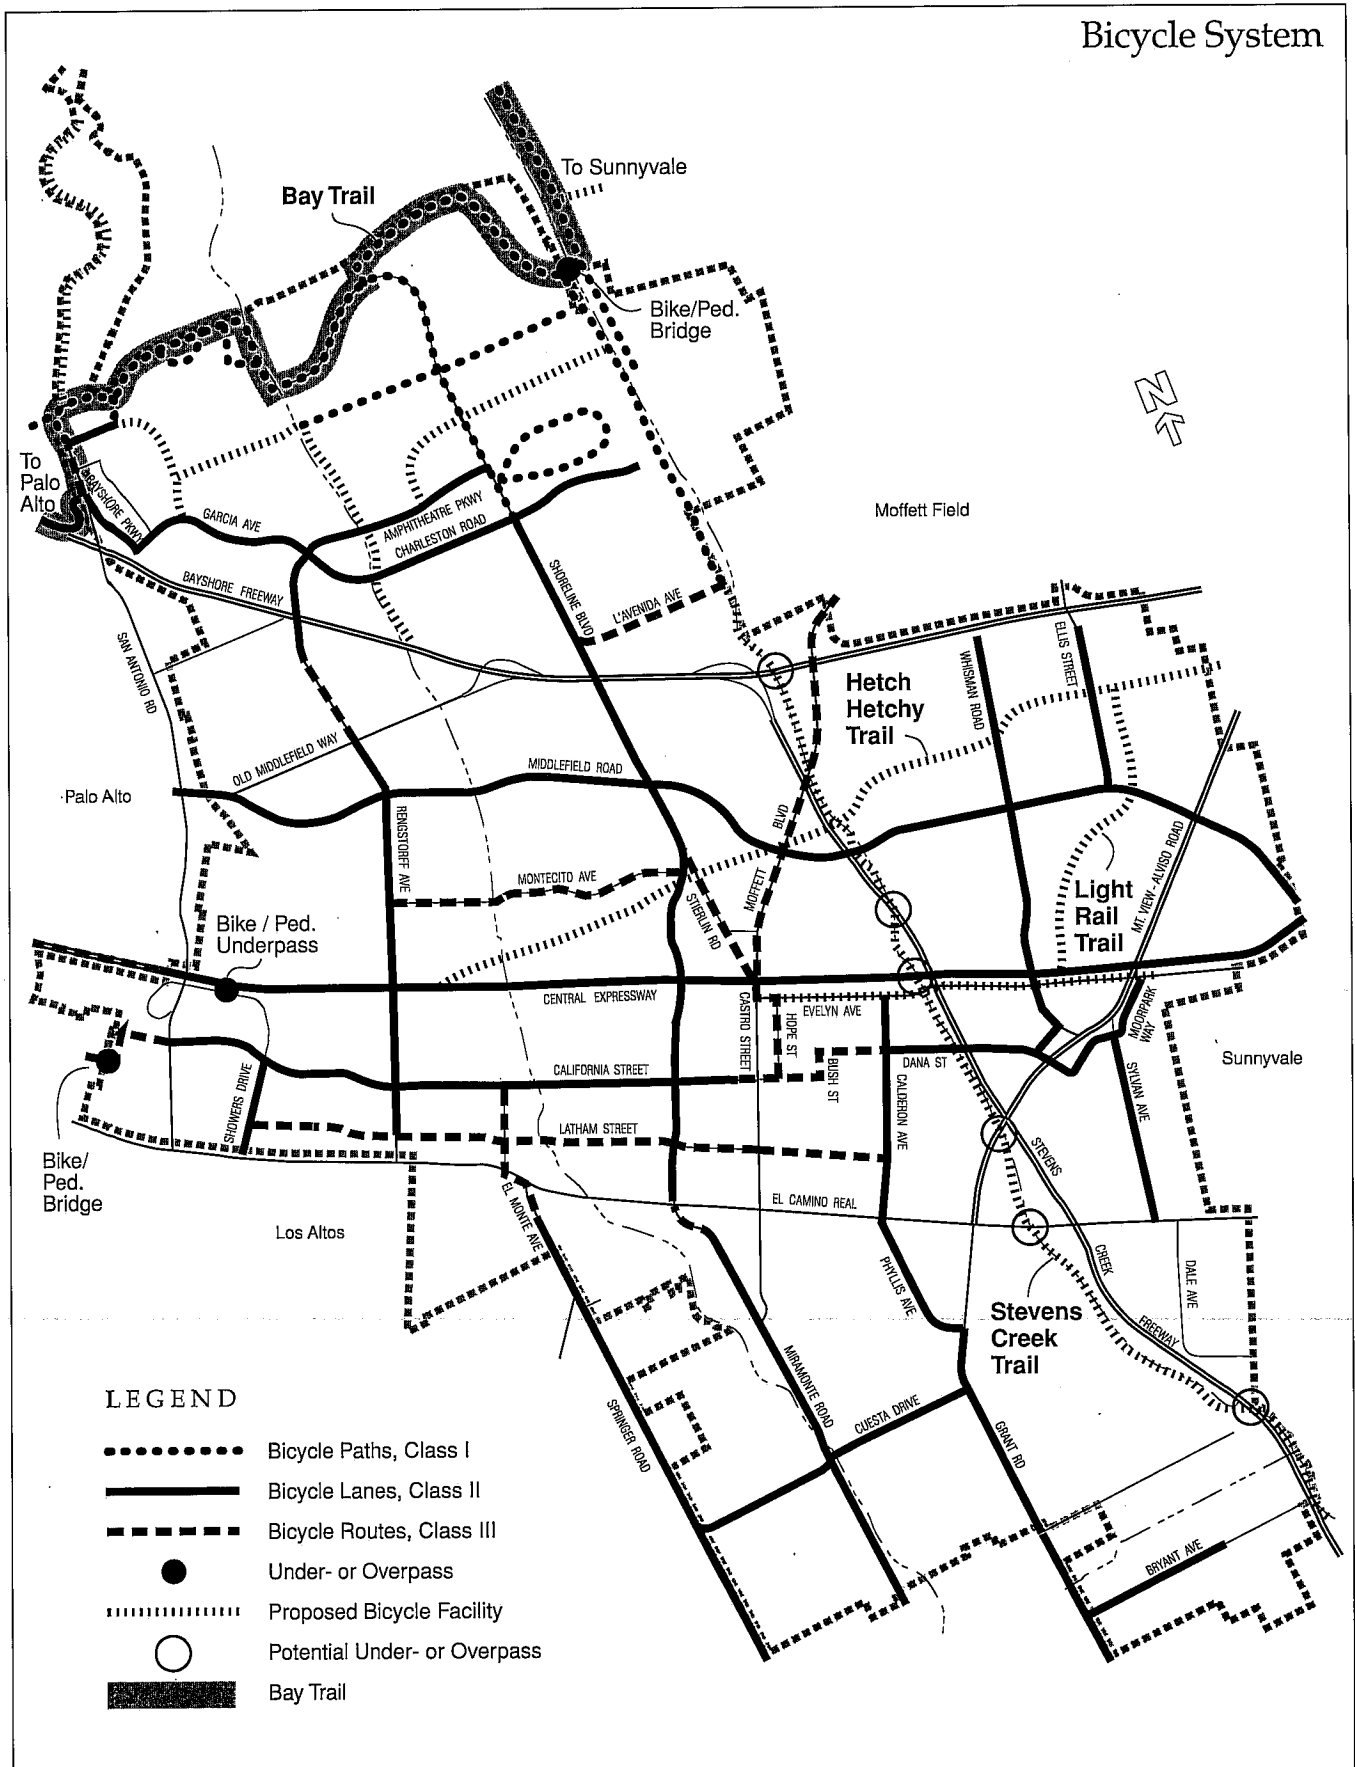 Bicycle System
To Sunnyvale
Bay Trail
Bike/Ped.
Bridge
N
To
Palo
Alto
BAYSHORE PKWY
GARCIA AVE
AMPHITHEATRE PKWY
CHARLESTON ROAD
Moffett Field
BAYSHORE FREEWAY
SHORELINE BLVD
L'AVENIDA AVE
SAN ANTONIO RD
ELLIS STREET
WHISMAN ROAD
Hetch
Hetchy
Trail
OLD MIDDLEFIELD WAY
MIDDLEFIELD ROAD
Palo Alto
RENGSTORFF AVE
MOFFETT BLVD
MT. VIEW - ALVISO ROAD
MONTECITO AVE
STIERLIN RD
Light
Rail
Trail
Bike / Ped.
Underpass
CENTRAL EXPRESSWAY
CASTRO STREET
EVELYN AVE
HOPE ST
MOORPARK
WAY
Sunnyvale
CALIFORNIA STREET
BUSH ST
DANA ST
CALDERON AVE
SYLVAN AVE
SHOWERS DRIVE
LATHAM STREET
STEVENS
CREEK
FREEWAY
Bike/
Ped.
Bridge
EL MONTE AVE
EL CAMINO REAL
Los Altos
PHYLLIS AVE
DALE AVE
Stevens
Creek
Trail
MIRAMONTE ROAD
CUESTA DRIVE
SPRINGER ROAD
GRANT RD
BRYANT AVE
LEGEND
Bicycle Paths, Class I
Bicycle Lanes, Class II
Bicycle Routes, Class III
Under- or Overpass
Proposed Bicycle Facility
Potential Under- or Overpass
Bay Trail